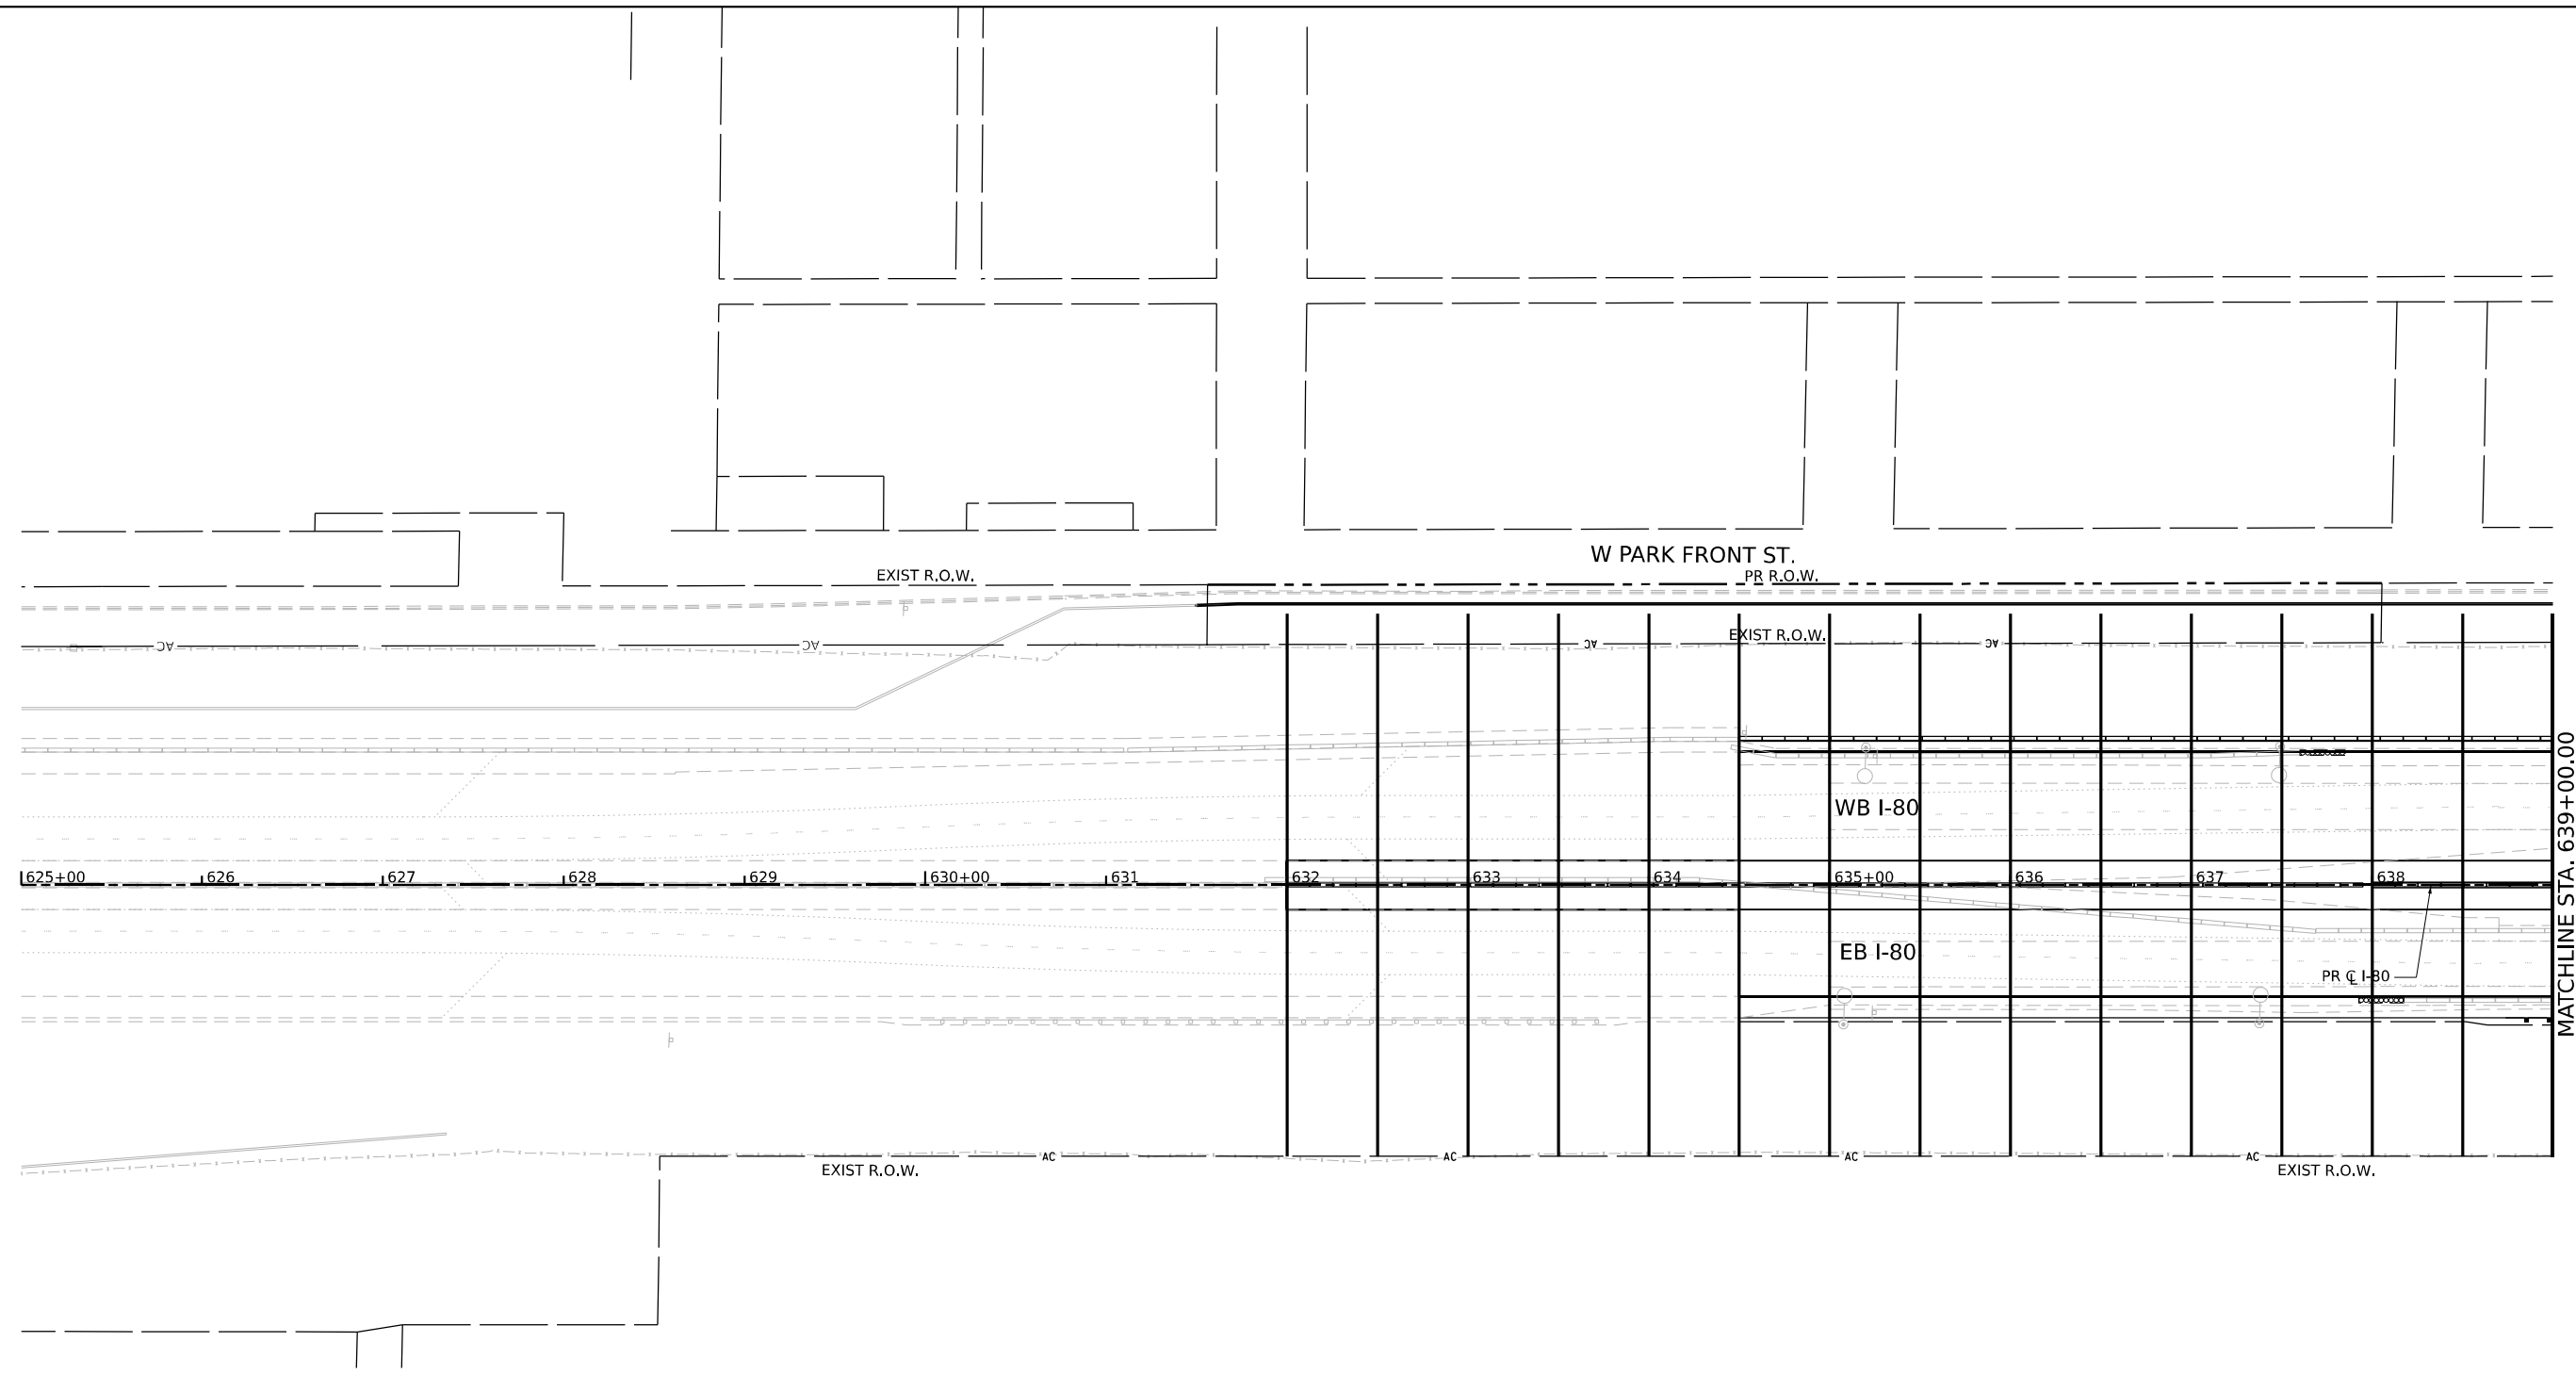 W PARK FRONT ST.
EXIST R.O.W.
PR R.O.W.
EXIST R.O.W.
AC
AC
AC
AC
WB I-80
625+00
626
627
628
629
630+00
631
632
633
634
635+00
636
637
638
EB I-80
PR ℄ I-80
MATCHLINE STA. 639+00.00
AC
AC
AC
AC
EXIST R.O.W.
EXIST R.O.W.